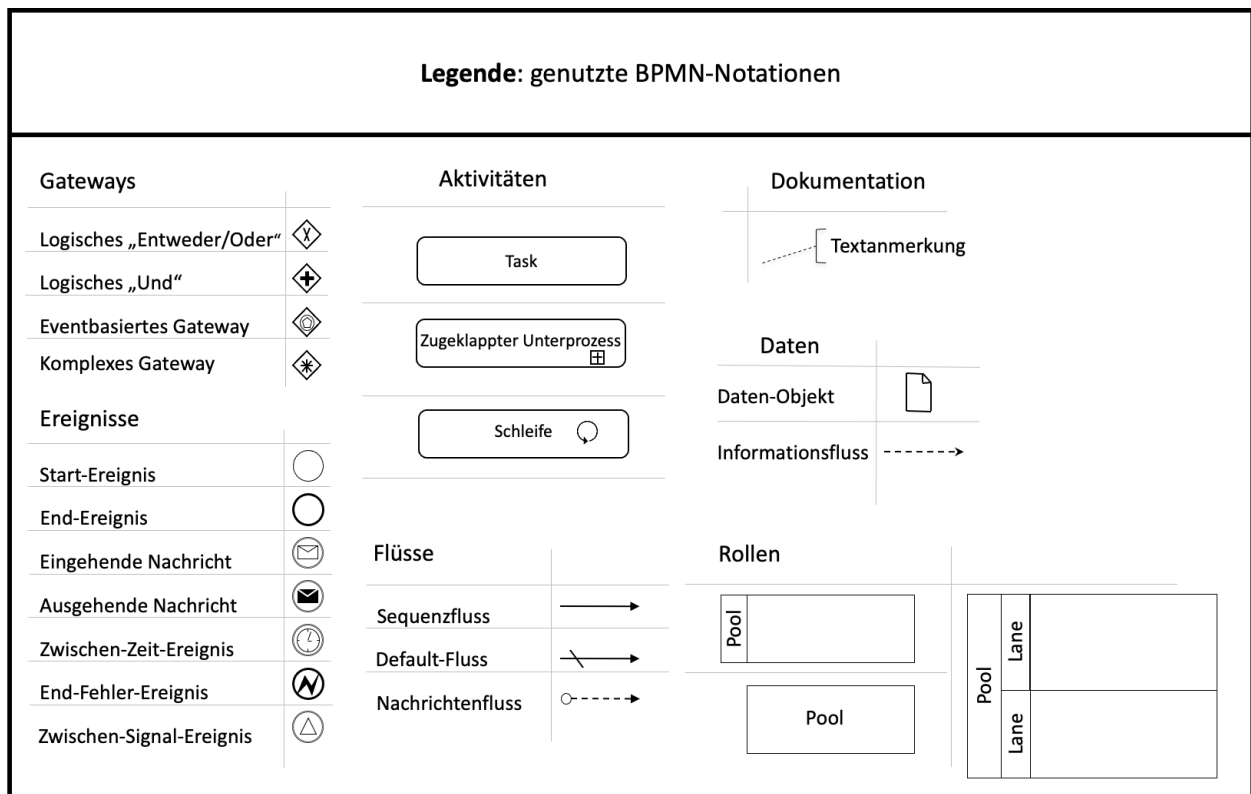 Legende: genutzte BPMN-Notationen
Gateways
Logisches „Entweder/Oder“
Logisches „Und“
Eventbasiertes Gateway
Komplexes Gateway
Ereignisse
Start-Ereignis
End-Ereignis
Eingehende Nachricht
Ausgehende Nachricht
Zwischen-Zeit-Ereignis
End-Fehler-Ereignis
Zwischen-Signal-Ereignis
Aktivitäten
Task
Zugeklappter Unterprozess
Schleife
Flüsse
Sequenzfluss
Default-Fluss
Nachrichtenfluss
Dokumentation
Textanmerkung
Daten
Daten-Objekt
Informationsfluss
Rollen
Pool
Pool
Pool
Lane
Lane